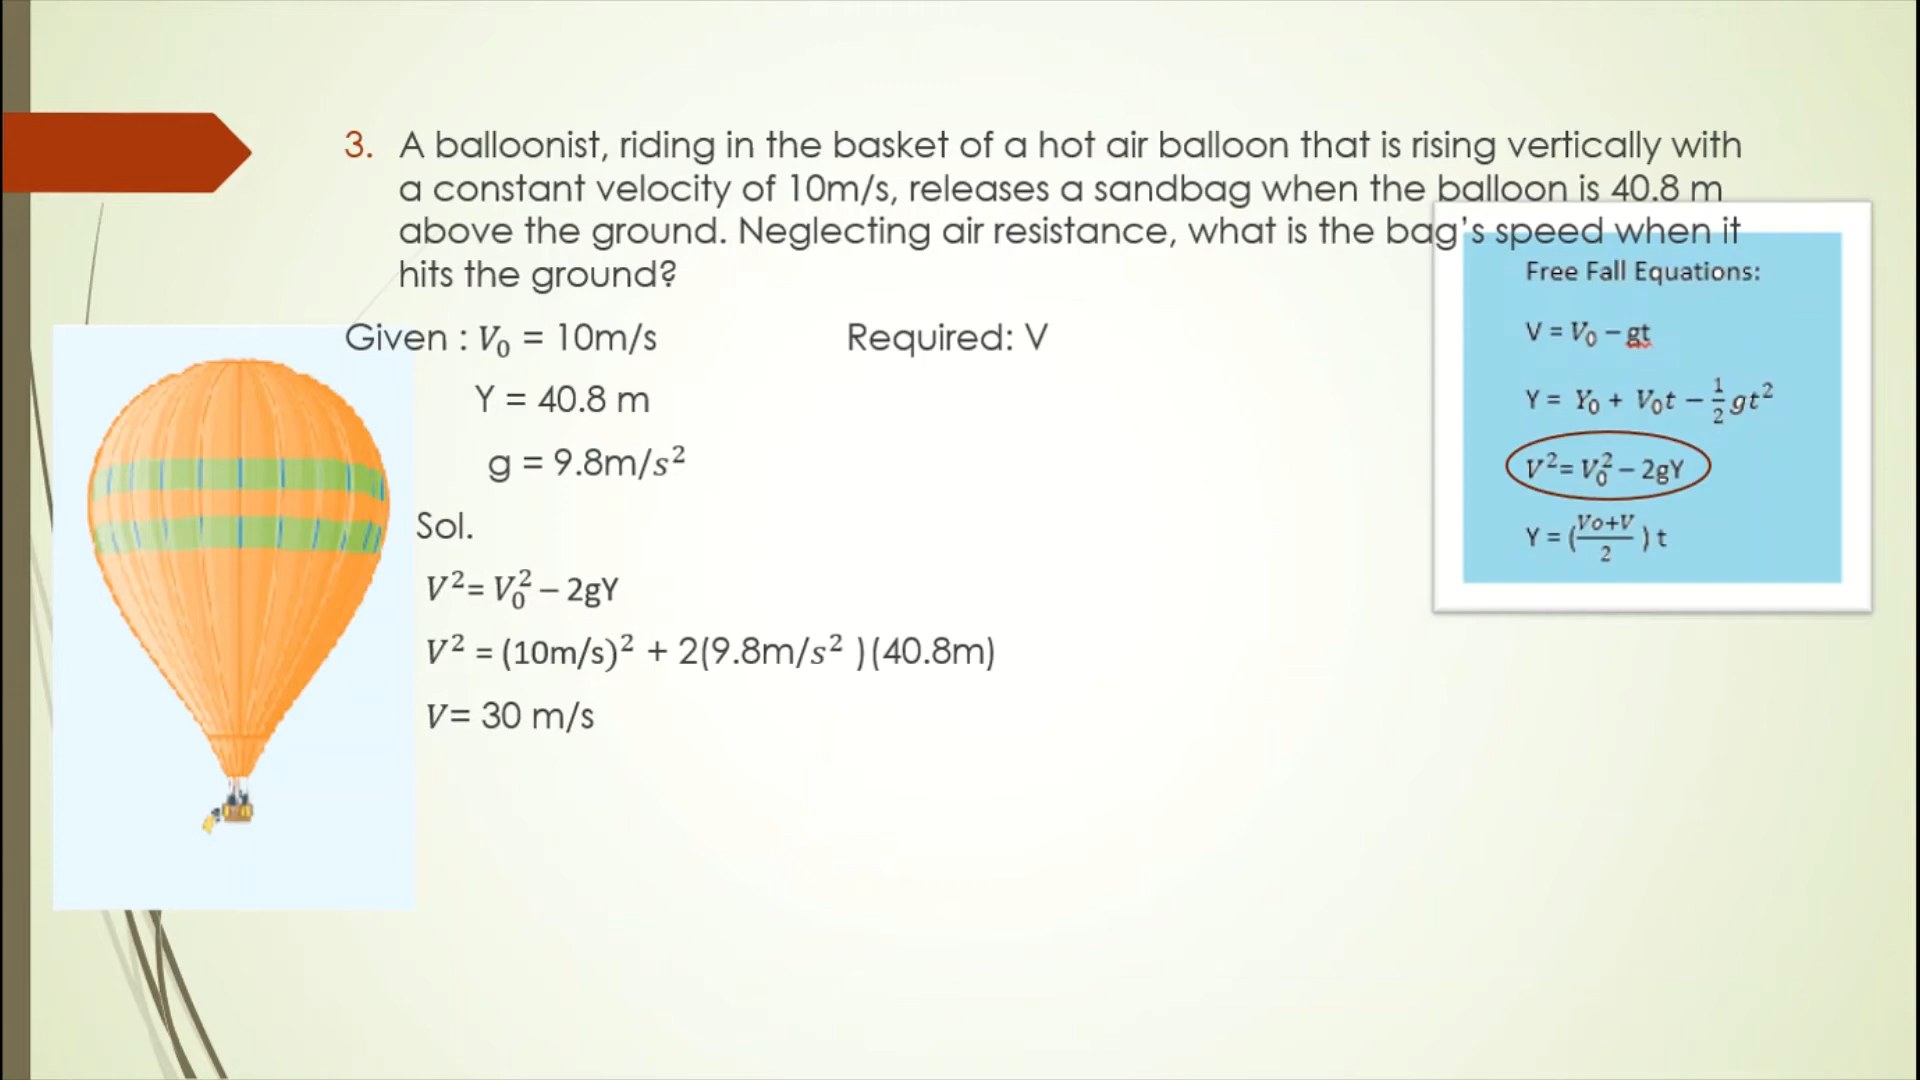 3. A balloonist, riding in the basket of a hot air balloon that is rising vertically with
a constant velocity of 10m/s, releases a sandbag when the balloon is 40.8 m
above the ground. Neglecting air resistance, what is the bag's speed when it
hits the ground?
Given : V₀ = 10m/s Required: V
Y = 40.8 m
g = 9.8m/s²
Sol.
V²= V₀² – 2gY
V² = (10m/s)² + 2(9.8m/s² )(40.8m)
V= 30 m/s
Free Fall Equations:
V = V₀ – gt
Y = Y₀ + V₀t – ½gt²
V²= V₀² – 2gY
Y = (Vo+V/2) t